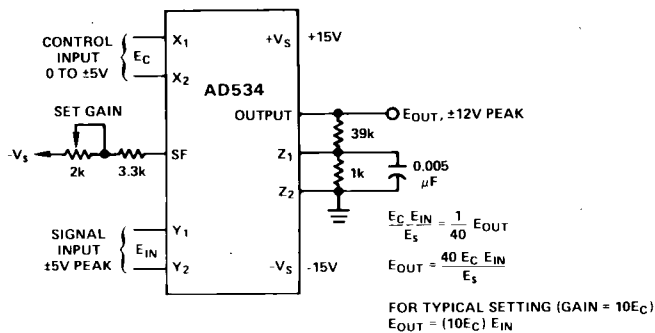 CONTROL
INPUT
0 TO ±5V
E_C
X₁
X₂
+V_S +15V
AD534
OUTPUT
E_OUT, ±12V PEAK
SET GAIN
-V_S
2k
3.3k
SF
39k
Z₁
1k
0.005
μF
Z₂
SIGNAL
INPUT
±5V PEAK
E_IN
Y₁
Y₂
-V_S -15V
E_C E_IN / E_S = 1/40 E_OUT
E_OUT = 40 E_C E_IN / E_S
FOR TYPICAL SETTING (GAIN = 10E_C)
E_OUT = (10E_C) E_IN